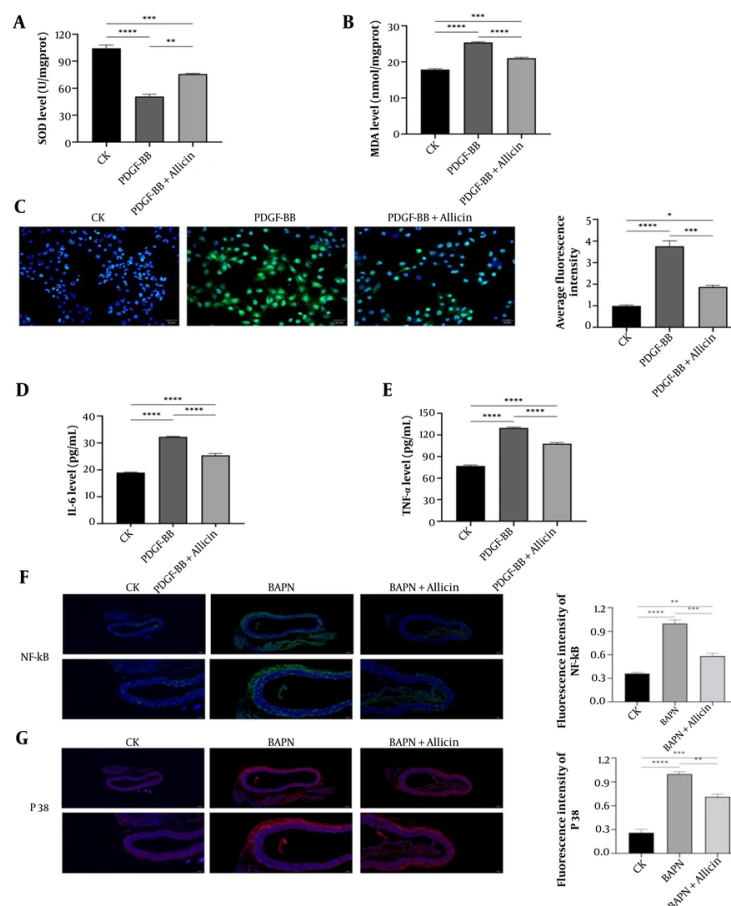 A
SOD level (U/mgprot)
120
90
60
30
0
***
****
**
CK
PDGF-BB
PDGF-BB + Allicin
B
MDA level (nmol/mgprot)
40
30
20
10
0
***
****
****
CK
PDGF-BB
PDGF-BB + Allicin
C
CK
PDGF-BB
PDGF-BB + Allicin
Average fluorescence
intensity
5
4
3
2
1
0
*
****
***
CK
PDGF-BB
PDGF-BB + Allicin
D
IL-6 level (pg/mL)
40
30
20
10
0
****
****
****
CK
PDGF-BB
PDGF-BB + Allicin
E
TNF-α level (pg/mL)
150
120
90
60
30
0
****
****
****
CK
PDGF-BB
PDGF-BB + Allicin
F
CK
BAPN
BAPN + Allicin
NF-kB
Fluorescence intensity of
NF-kB
1.2
0.9
0.6
0.3
0.0
**
****
***
CK
BAPN
BAPN + Allicin
G
CK
BAPN
BAPN + Allicin
P 38
Fluorescence intensity of
P 38
1.2
0.9
0.6
0.3
0.0
***
****
**
CK
BAPN
BAPN + Allicin